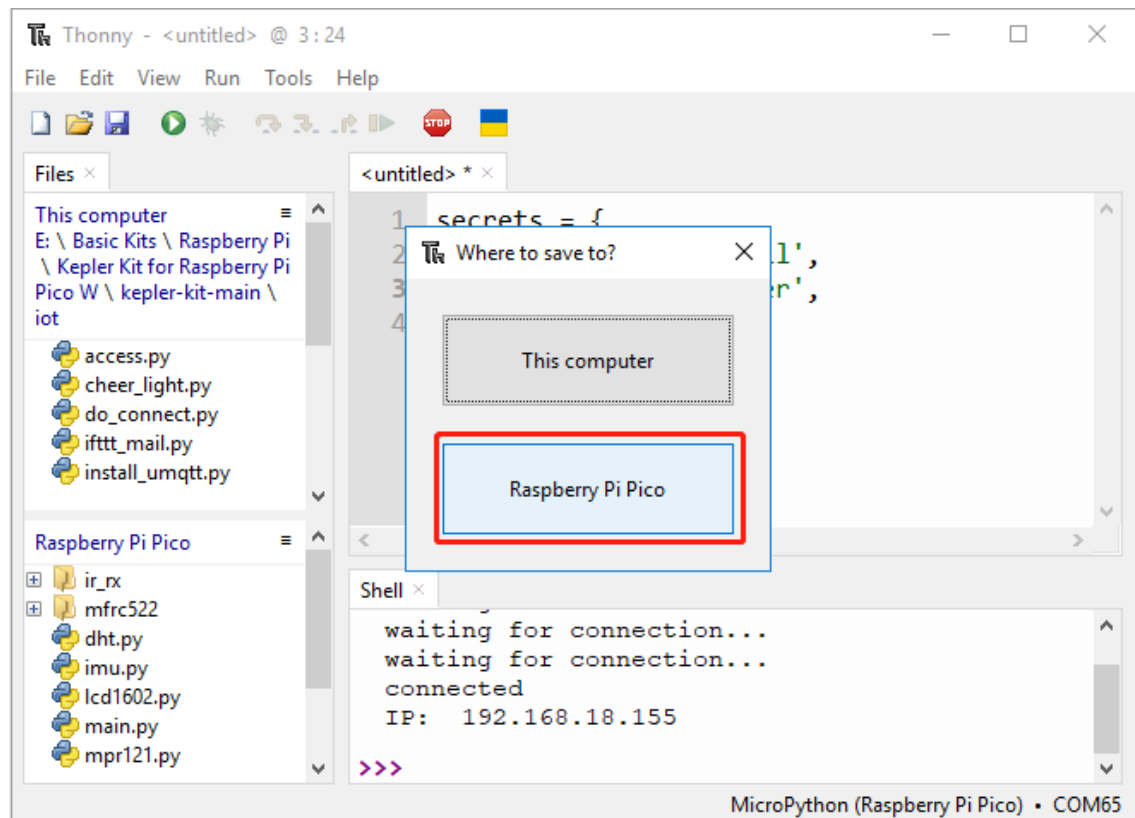 Thonny - <untitled> @ 3:24
File Edit View Run Tools Help
STOP
Files
<untitled> *
This computer
E: \ Basic Kits \ Raspberry Pi
\ Kepler Kit for Raspberry Pi
Pico W \ kepler-kit-main \
iot
access.py
cheer_light.py
do_connect.py
ifttt_mail.py
install_umqtt.py
1 secrets = {
2 l',
3 r',
4
Where to save to?
This computer
Raspberry Pi Pico
Raspberry Pi Pico
ir_rx
mfrc522
dht.py
imu.py
lcd1602.py
main.py
mpr121.py
Shell
waiting for connection...
waiting for connection...
connected
IP: 192.168.18.155
>>>
MicroPython (Raspberry Pi Pico) • COM65